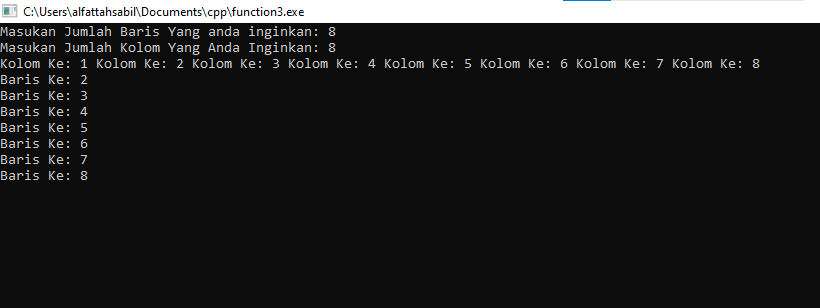 C:\Users\alfattahsabil\Documents\cpp\function3.exe
Masukan Jumlah Baris Yang anda inginkan: 8
Masukan Jumlah Kolom Yang Anda Inginkan: 8
Kolom Ke: 1 Kolom Ke: 2 Kolom Ke: 3 Kolom Ke: 4 Kolom Ke: 5 Kolom Ke: 6 Kolom Ke: 7 Kolom Ke: 8
Baris Ke: 2
Baris Ke: 3
Baris Ke: 4
Baris Ke: 5
Baris Ke: 6
Baris Ke: 7
Baris Ke: 8